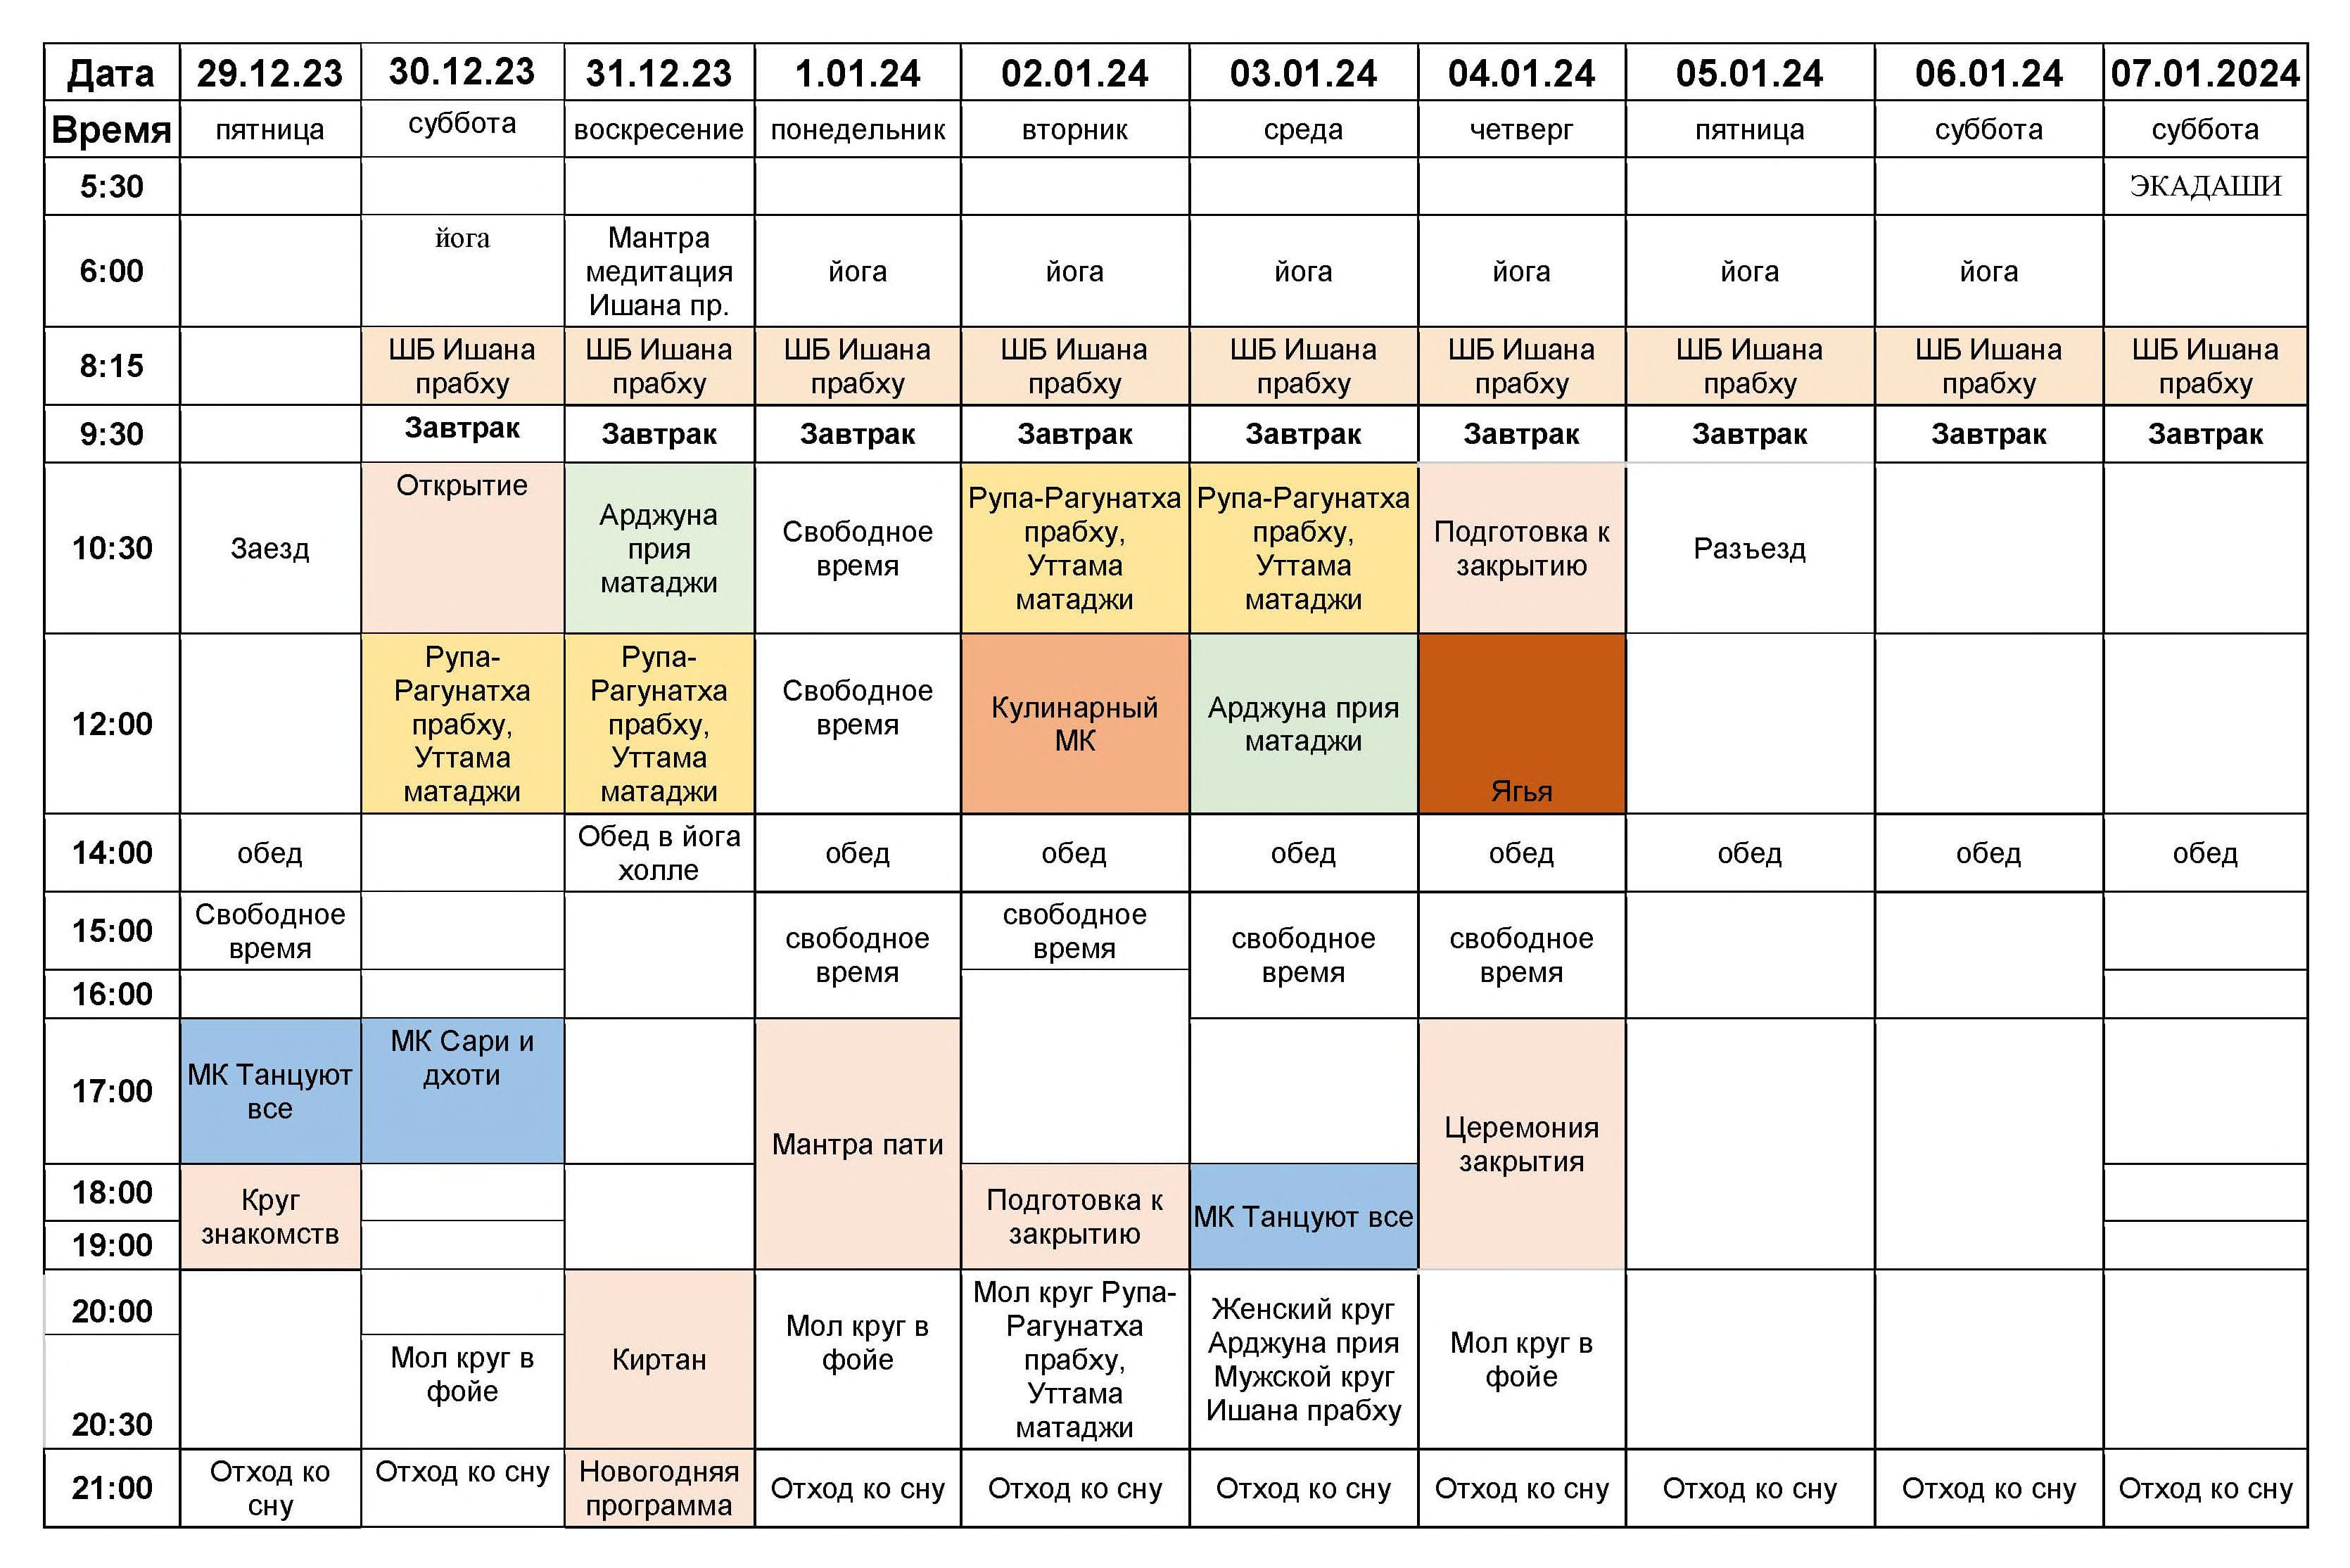 Дата 29.12.23 30.12.23 31.12.23 1.01.24 02.01.24 03.01.24 04.01.24 05.01.24 06.01.24 07.01.2024
Время пятница суббота воскресение понедельник вторник среда четверг пятница суббота суббота
5:30 ЭКАДАШИ
6:00
йога
Мантра
медитация
Ишана пр.
йога
йога
йога
йога
йога
йога
8:15
ШБ Ишана
прабху
ШБ Ишана
прабху
ШБ Ишана
прабху
ШБ Ишана
прабху
ШБ Ишана
прабху
ШБ Ишана
прабху
ШБ Ишана
прабху
ШБ Ишана
прабху
ШБ Ишана
прабху
9:30 Завтрак Завтрак Завтрак Завтрак Завтрак Завтрак Завтрак Завтрак Завтрак
10:30
Заезд
Открытие
Арджуна
прия
матаджи
Свободное
время
Рупа-Рагунатха
прабху,
Уттама
матаджи
Рупа-Рагунатха
прабху,
Уттама
матаджи
Подготовка к
закрытию
Разъезд
12:00
Рупа-
Рагунатха
прабху,
Уттама
матаджи
Рупа-
Рагунатха
прабху,
Уттама
матаджи
Свободное
время
Кулинарный
МК
Арджуна прия
матаджи
Ягья
14:00
обед
Обед в йога
холле
обед
обед
обед
обед
обед
обед
обед
15:00
Свободное
время
свободное
время
свободное
время
свободное
время
свободное
время
16:00
17:00
МК Танцуют
все
МК Сари и
дхоти
Мантра пати
Церемония
закрытия
18:00
Круг
знакомств
Подготовка к
закрытию
МК Танцуют все
19:00
20:00
Киртан
Мол круг в
фойе
Мол круг Рупа-
Рагунатха
прабху,
Уттама
матаджи
Женский круг
Арджуна прия
Мужской круг
Ишана прабху
Мол круг в
фойе
20:30
Мол круг в
фойе
21:00
Отход ко
сну
Отход ко сну
Новогодняя
программа
Отход ко сну
Отход ко сну
Отход ко сну
Отход ко сну
Отход ко сну
Отход ко сну
Отход ко сну